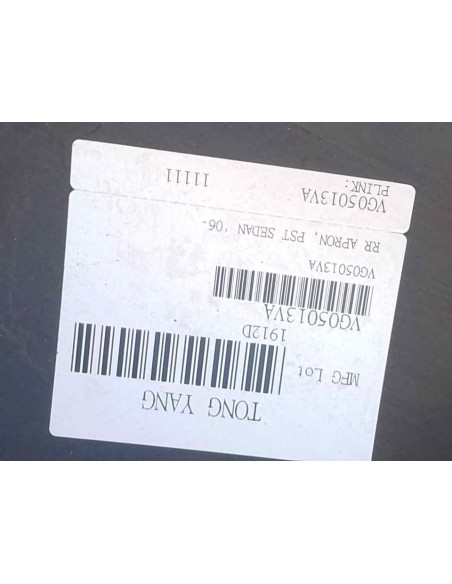 TONG YANG
MFG Lot
1912D
VG05013VA
VG05013VA
RR APRON, PST SEDAN '06-
PLINK:
VG05013VA 11111